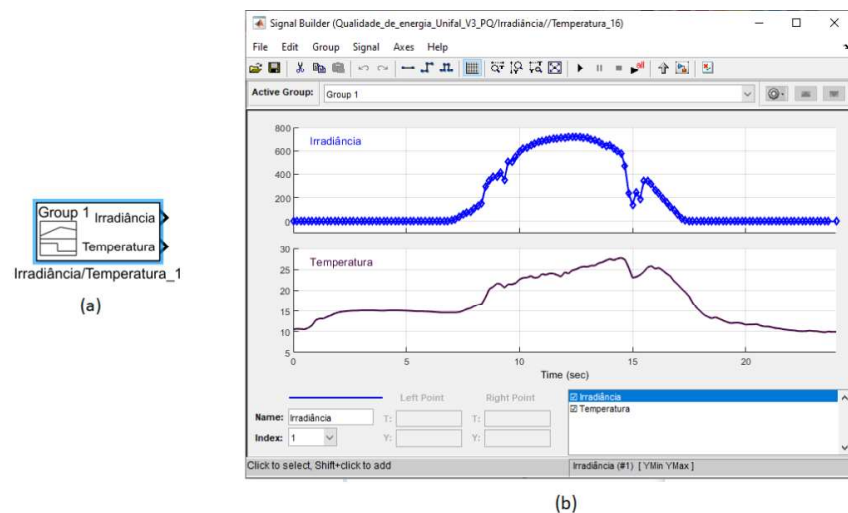 Group 1
Irradiância
Temperatura
Irradiância/Temperatura_1
(a)
Signal Builder (Qualidade_de_energia_Unifal_V3_PQ/Irradiância//Temperatura_16)
File Edit Group Signal Axes Help
all
Active Group: Group 1
800
600
400
200
0
Irradiância
30
25
20
15
10
5
Temperatura
0 5 10 15 20
Time (sec)
Left Point Right Point
Name: Irradiância T: T:
Index: 1 Y: Y:
Irradiância
Temperatura
Click to select, Shift+click to add Irradiância (#1) [ YMin YMax ]
(b)